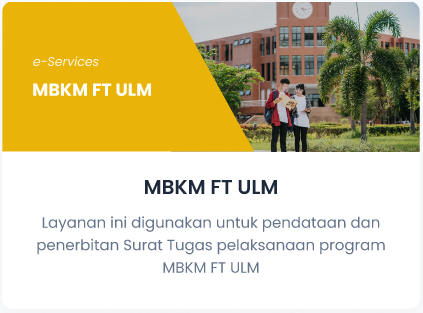 e-Services
MBKM FT ULM
MBKM FT ULM
Layanan ini digunakan untuk pendataan dan
penerbitan Surat Tugas pelaksanaan program
MBKM FT ULM